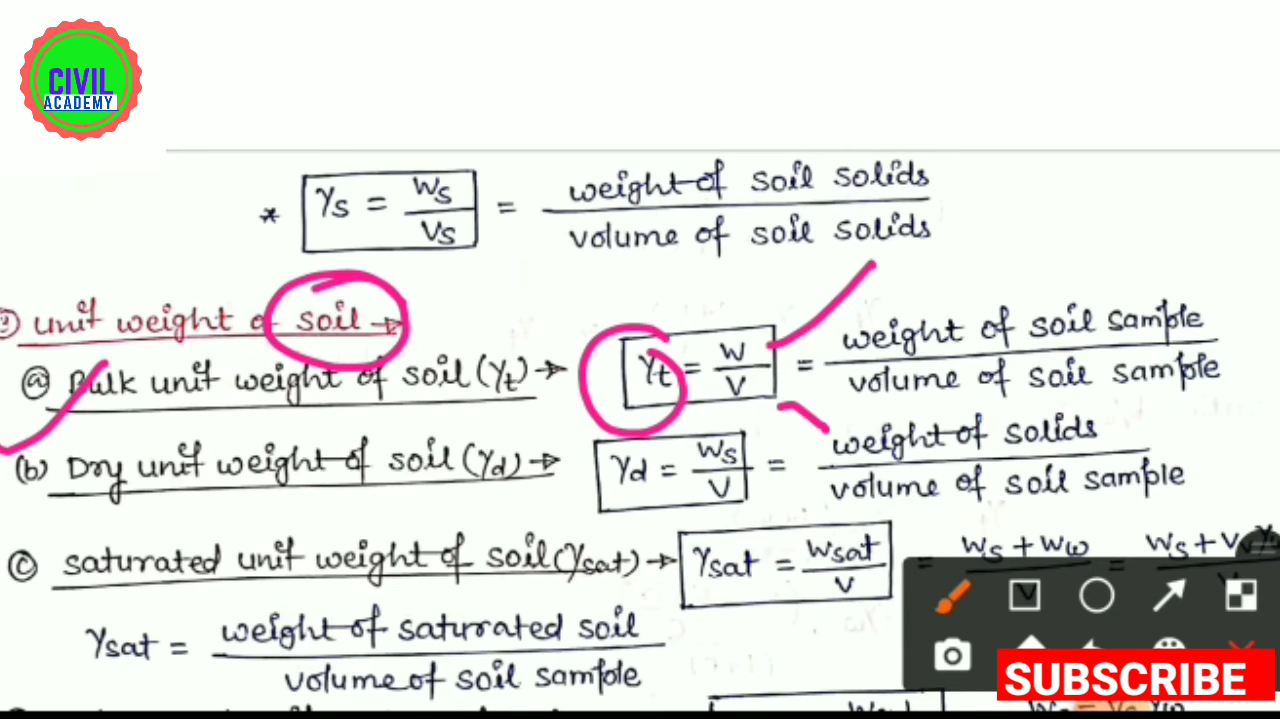 CIVIL
ACADEMY
* γs = Ws/Vs = weight of soil solids / volume of soil solids
unit weight of soil →
ⓐ Bulk unit weight of soil (γt) → γt = W/V = weight of soil sample / volume of soil sample
(b) Dry unit weight of soil (γd) → γd = Ws/V = weight of solids / volume of soil sample
ⓒ saturated unit weight of soil (γsat) → γsat = Wsat/V = Ws + Ww / V = Ws + Vv
γsat = weight of saturated soil / volume of soil sample
SUBSCRIBE